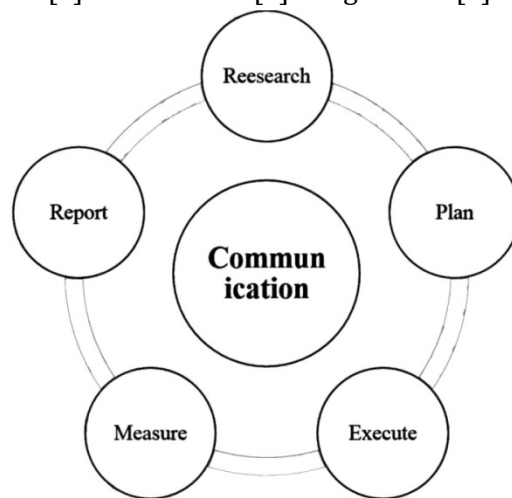 Reesearch
Report
Plan
Commun
ication
Measure
Execute